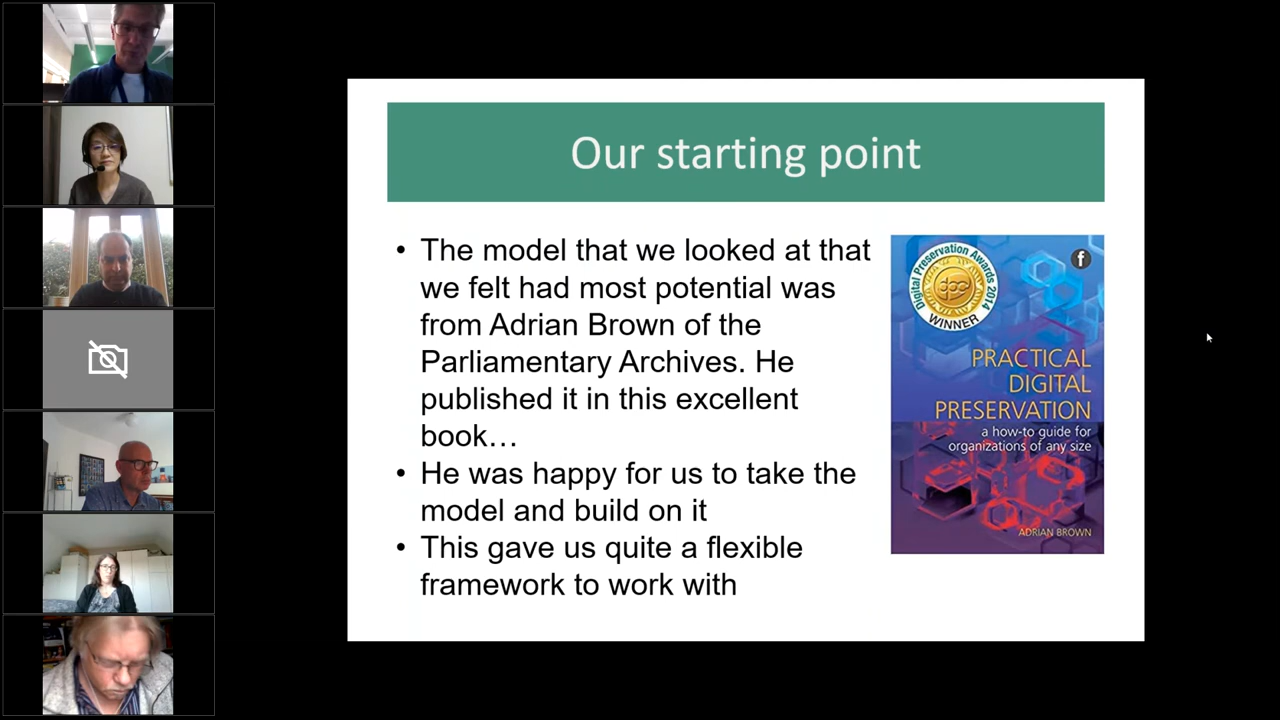 Our starting point
• The model that we looked at that
we felt had most potential was
from Adrian Brown of the
Parliamentary Archives. He
published it in this excellent
book…
• He was happy for us to take the
model and build on it
• This gave us quite a flexible
framework to work with
Digital Preservation Awards 2014
dpc
WINNER
f
PRACTICAL
DIGITAL
PRESERVATION
a how-to guide for
organizations of any size
ADRIAN BROWN